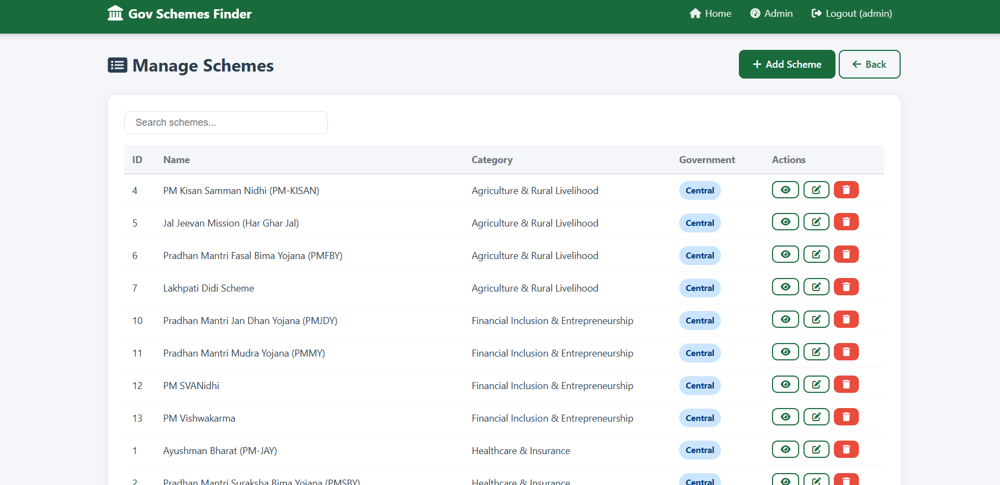 Gov Schemes Finder Home Admin Logout (admin)
Manage Schemes + Add Scheme ← Back
Search schemes...
ID Name Category Government Actions
4 PM Kisan Samman Nidhi (PM-KISAN) Agriculture & Rural Livelihood Central
5 Jal Jeevan Mission (Har Ghar Jal) Agriculture & Rural Livelihood Central
6 Pradhan Mantri Fasal Bima Yojana (PMFBY) Agriculture & Rural Livelihood Central
7 Lakhpati Didi Scheme Agriculture & Rural Livelihood Central
10 Pradhan Mantri Jan Dhan Yojana (PMJDY) Financial Inclusion & Entrepreneurship Central
11 Pradhan Mantri Mudra Yojana (PMMY) Financial Inclusion & Entrepreneurship Central
12 PM SVANidhi Financial Inclusion & Entrepreneurship Central
13 PM Vishwakarma Financial Inclusion & Entrepreneurship Central
1 Ayushman Bharat (PM-JAY) Healthcare & Insurance Central
2 Pradhan Mantri Suraksha Bima Yojana (PMSBY) Healthcare & Insurance Central